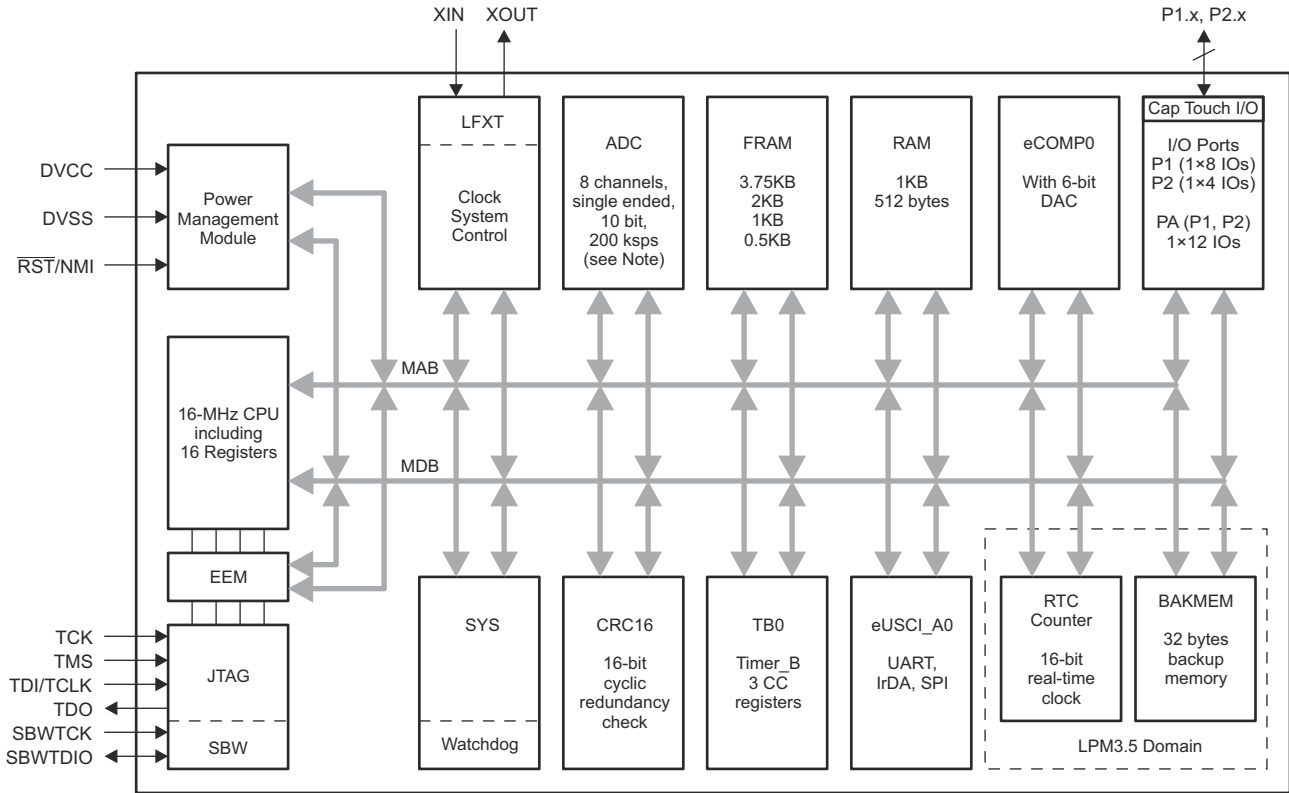 XIN
XOUT
P1.x, P2.x
DVCC
DVSS
RST/NMI
Power
Management
Module
LFXT
Clock
System
Control
ADC
8 channels,
single ended,
10 bit,
200 ksps
(see Note)
FRAM
3.75KB
2KB
1KB
0.5KB
RAM
1KB
512 bytes
eCOMP0
With 6-bit
DAC
Cap Touch I/O
I/O Ports
P1 (1×8 IOs)
P2 (1×4 IOs)
PA (P1, P2)
1×12 IOs
MAB
16-MHz CPU
including
16 Registers
MDB
EEM
TCK
TMS
TDI/TCLK
TDO
SBWTCK
SBWTDIO
JTAG
SBW
SYS
Watchdog
CRC16
16-bit
cyclic
redundancy
check
TB0
Timer_B
3 CC
registers
eUSCI_A0
UART,
IrDA, SPI
RTC
Counter
16-bit
real-time
clock
BAKMEM
32 bytes
backup
memory
LPM3.5 Domain